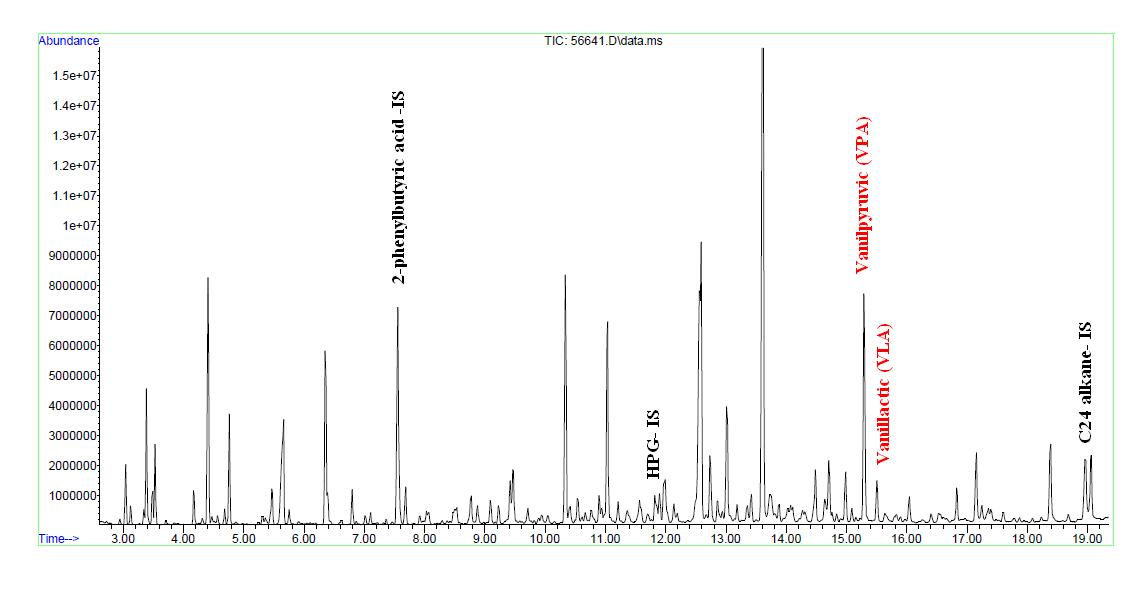 Abundance
TIC: 56641.D\data.ms
1.5e+07
1.4e+07
1.3e+07
1.2e+07
1.1e+07
1e+07
9000000
8000000
7000000
6000000
5000000
4000000
3000000
2000000
1000000
2-phenylbutyric acid -IS
HPG- IS
Vanilpyruvic (VPA)
Vanillactic (VLA)
C24 alkane- IS
Time-->
3.00 4.00 5.00 6.00 7.00 8.00 9.00 10.00 11.00 12.00 13.00 14.00 15.00 16.00 17.00 18.00 19.00